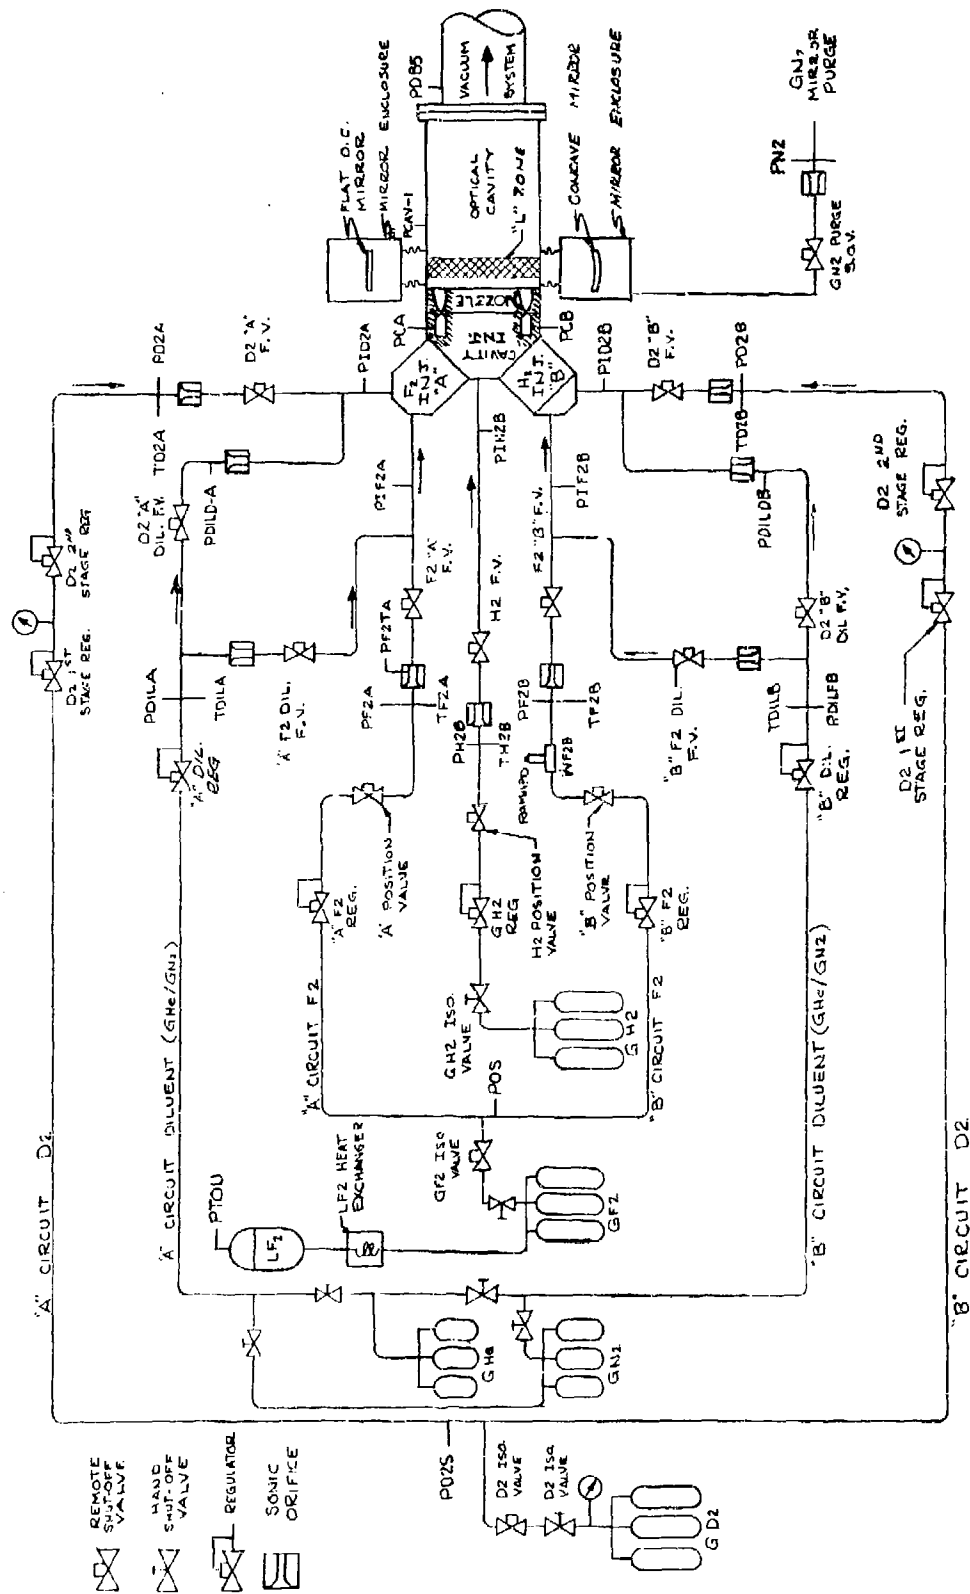 REMOTE
SHUT-OFF
VALVE
HAND
SHUT-OFF
VALVE
REGULATOR
SONIC
ORIFICE
"A" CIRCUIT D2
D2 1ST
STAGE REG.
D2 2ND
STAGE REG
TD2A
PD2A
D2 "A"
F.V.
PID2A
"A" CIRCUIT DILUENT (GHe/GN2)
"A" DIL.
REG
PDILA
TDILA
D2 "A"
DIL. F.V.
PDILD-A
"A" F2 DIL.
F.V.
PTOU
LF2
LF2 HEAT
EXCHANGER
"A" CIRCUIT F2
"A" F2
REG.
"A" POSITION
VALVE
PF2A
TF2A
PF2TA
F2 "A"
F.V.
PIF2A
F2
INJ.
"A"
PCA
FLAT O.C.
MIRROR
MIRROR ENCLOSURE
PCAV-1
OPTICAL
CAVITY
"L" ZONE
NOZZLE
CAVITY
PDBS
VACUUM
SYSTEM
GHe
GN2
GF2
GF2 ISO
VALVE
POS
GH2 ISO.
VALVE
GH2
GH2
REG
H2 POSITION
VALVE
PH2B
TH2B
H2 F.V.
PIH2B
H2
INJ.
"B"
PCB
CONCAVE MIRROR
MIRROR ENCLOSURE
GN2
MIRROR
PURGE
PN2
GN2 PURGE
S.O.V.
"B" CIRCUIT F2
"B" F2
REG.
"B" POSITION
VALVE
RAMAPO
WF2B
PF2B
TF2B
F2 "B" F.V.
PIF2B
"B" F2 DIL.
F.V.
"B" CIRCUIT DILUENT (GHe/GN2)
"B" DIL.
REG.
TDILB
PDILFB
D2 "B"
DIL F.V.
PDILDB
TD2B
PD2B
D2 "B"
F.V.
PID2B
"B" CIRCUIT D2
D2 1ST
STAGE REG.
D2 2ND
STAGE REG.
PD2S
D2 ISO.
VALVE
D2 ISO
VALVE
GD2